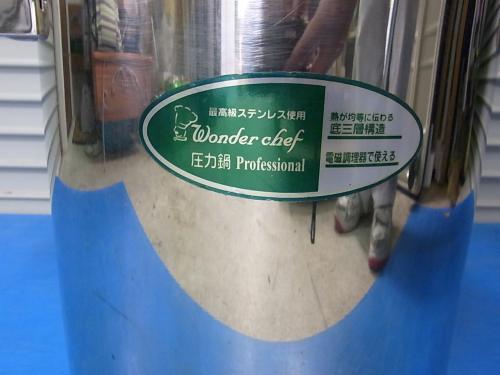 最高級ステンレス使用
Wonder chef
圧力鍋 Professional
熱が均等に伝わる
底三層構造
電磁調理器で使える